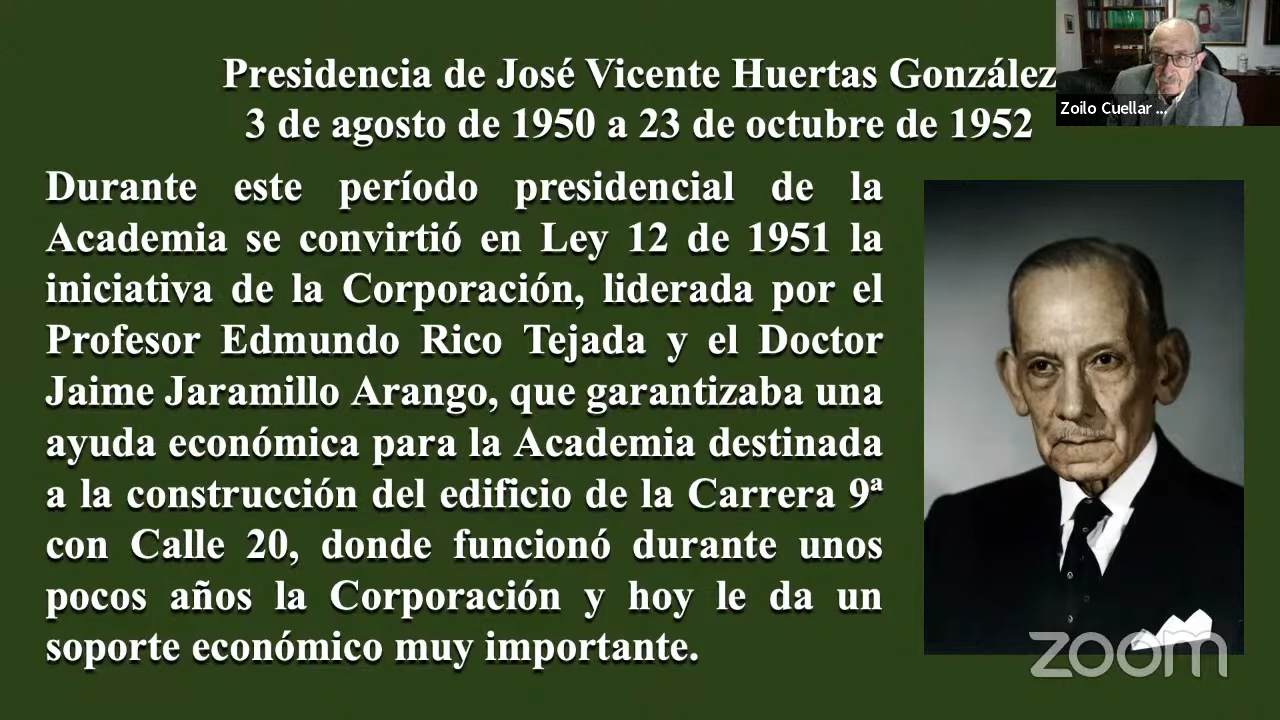 Presidencia de José Vicente Huertas González
3 de agosto de 1950 a 23 de octubre de 1952
Zoilo Cuellar ...
Durante este período presidencial de la
Academia se convirtió en Ley 12 de 1951 la
iniciativa de la Corporación, liderada por el
Profesor Edmundo Rico Tejada y el Doctor
Jaime Jaramillo Arango, que garantizaba una
ayuda económica para la Academia destinada
a la construcción del edificio de la Carrera 9ª
con Calle 20, donde funcionó durante unos
pocos años la Corporación y hoy le da un
soporte económico muy importante.
zoom